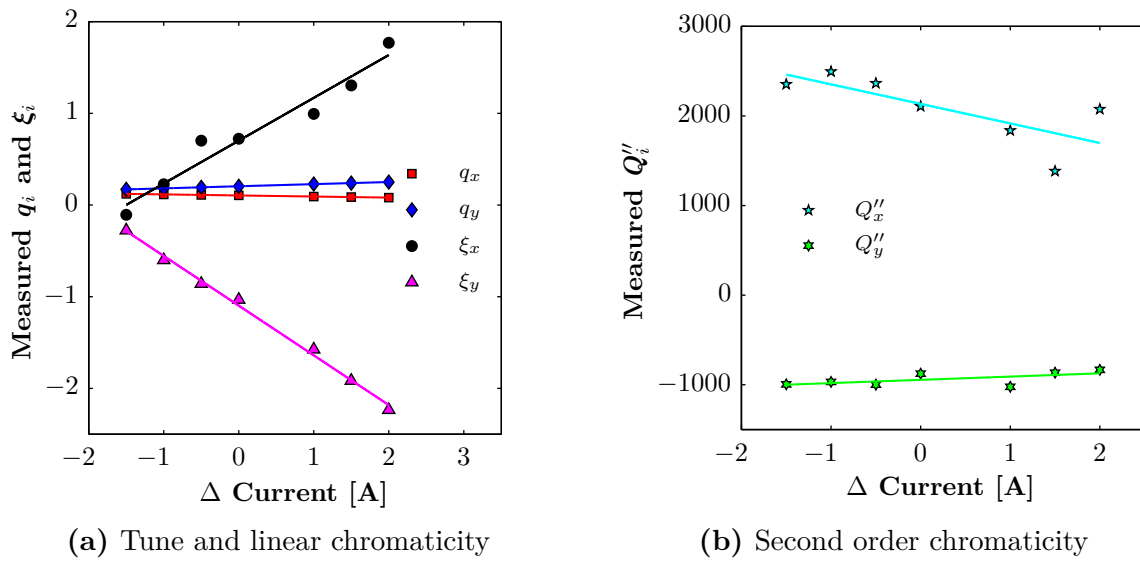 Measured q_i and ξ_i
2
1
0
−1
−2
−2 −1 0 1 2 3
Δ Current [A]
q_x
q_y
ξ_x
ξ_y
(a) Tune and linear chromaticity
Measured Q''_i
3000
2000
1000
0
−1000
−2 −1 0 1 2
Δ Current [A]
Q''_x
Q''_y
(b) Second order chromaticity